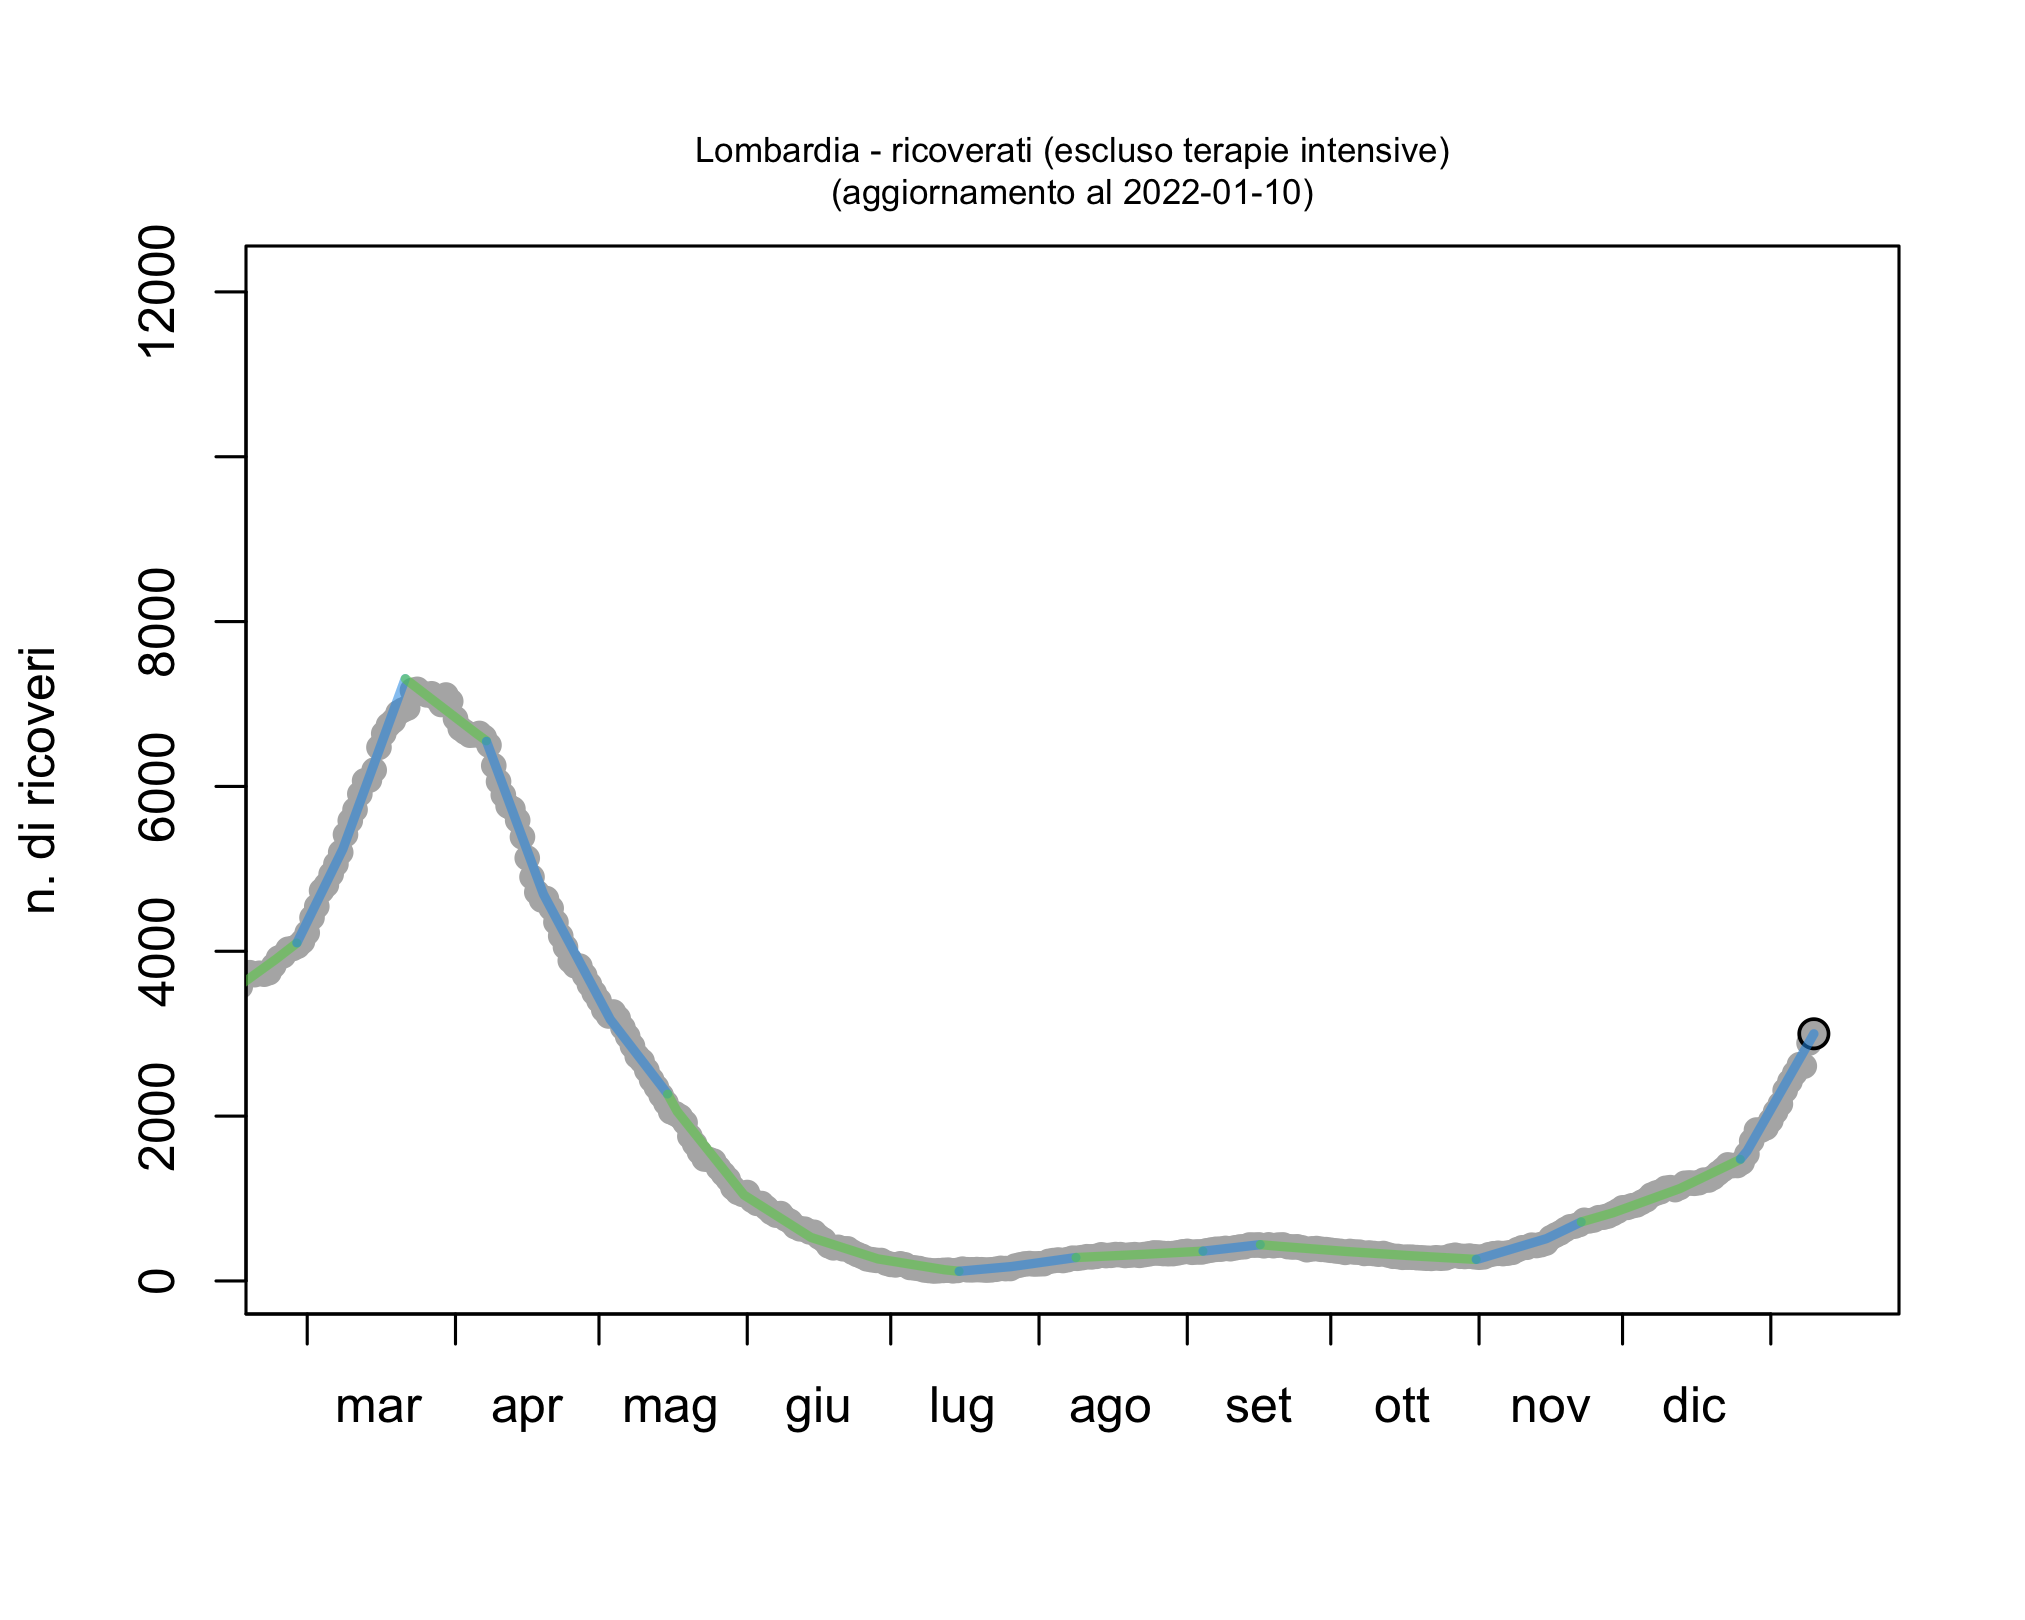 Lombardia - ricoverati (escluso terapie intensive)
(aggiornamento al 2022-01-10)
n. di ricoveri
12000
8000
6000
4000
2000
0
mar apr mag giu lug ago set ott nov dic